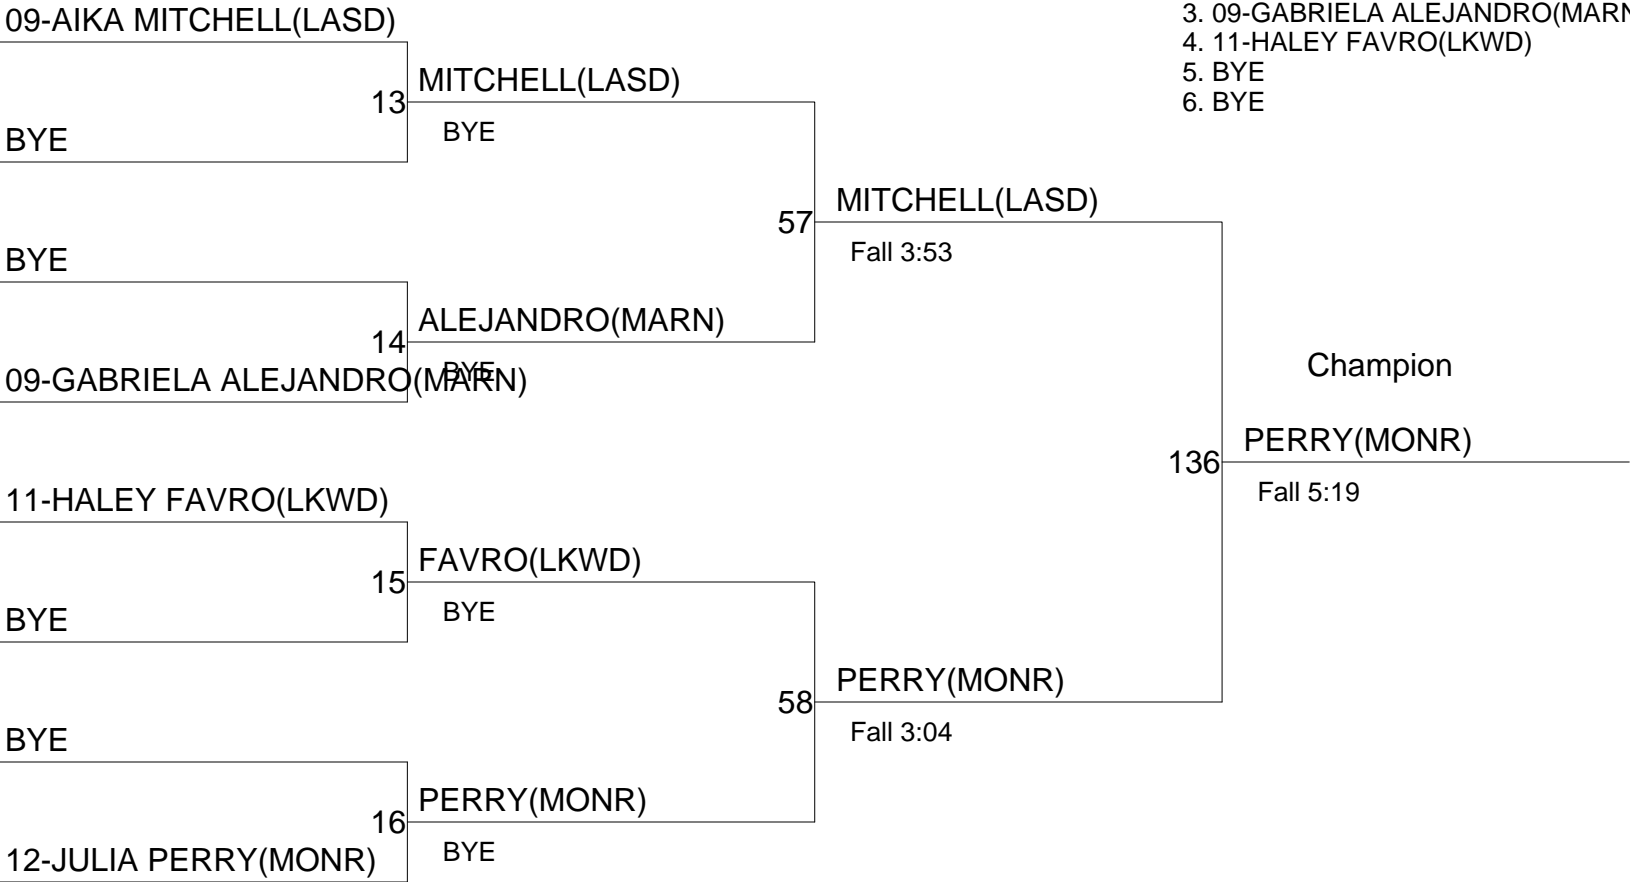 09-AIKA MITCHELL(LASD)
3. 09-GABRIELA ALEJANDRO(MARN
4. 11-HALEY FAVRO(LKWD)
5. BYE
6. BYE
MITCHELL(LASD)
13
BYE
BYE
MITCHELL(LASD)
57
Fall 3:53
BYE
ALEJANDRO(MARN)
14
BYE
09-GABRIELA ALEJANDRO(MARN)
Champion
PERRY(MONR)
136
Fall 5:19
11-HALEY FAVRO(LKWD)
FAVRO(LKWD)
15
BYE
BYE
PERRY(MONR)
58
Fall 3:04
BYE
PERRY(MONR)
16
BYE
12-JULIA PERRY(MONR)